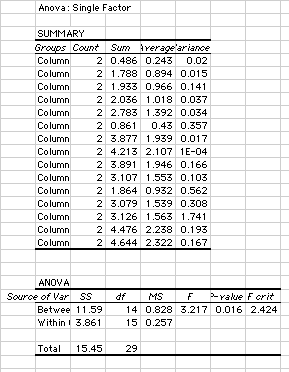 Anova: Single Factor
SUMMARY
Groups Count Sum Average Variance
Column 2 0.486 0.243 0.02
Column 2 1.788 0.894 0.015
Column 2 1.933 0.966 0.141
Column 2 2.036 1.018 0.037
Column 2 2.783 1.392 0.034
Column 2 0.861 0.43 0.357
Column 2 3.877 1.939 0.017
Column 2 4.213 2.107 1E-04
Column 2 3.891 1.946 0.166
Column 2 3.107 1.553 0.103
Column 2 1.864 0.932 0.562
Column 2 3.079 1.539 0.308
Column 2 3.126 1.563 1.741
Column 2 4.476 2.238 0.193
Column 2 4.644 2.322 0.167
ANOVA
Source of Var SS df MS F P-value F crit
Betwee 11.59 14 0.828 3.217 0.016 2.424
Within 3.861 15 0.257
Total 15.45 29